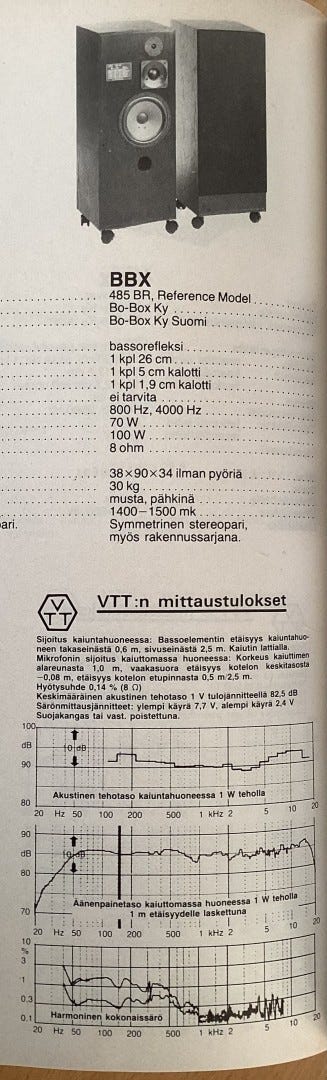 BBX
485 BR, Reference Model
Bo-Box Ky
Bo-Box Ky Suomi
bassorefleksi
1 kpl 26 cm
1 kpl 5 cm kalotti
1 kpl 1,9 cm kalotti
ei tarvita
800 Hz, 4000 Hz
70 W
100 W
8 ohm
38×90×34 ilman pyöriä
30 kg
musta, pähkinä
1400–1500 mk
ari. Symmetrinen stereopari,
myös rakennussarjana.
VTT
VTT:n mittaustulokset
Sijoitus kaiuntahuoneessa: Bassoelementin etäisyys kaiuntahuo-
neen takaseinästä 0,6 m, sivuseinästä 2,5 m. Kaiutin lattialla.
Mikrofonin sijoitus kaiuttomassa huoneessa: Korkeus kaiuttimen
alareunasta 1,0 m, vaakasuora etäisyys kotelon keskitasosta
–0,08 m, etäisyys kotelon etupinnasta 0,5 m/2,5 m.
Hyötysuhde 0,14 % (8 Ω)
Keskimääräinen akustinen tehotaso 1 V tulojännitteellä 82,5 dB
Särönmittausjännitteet: ylempi käyrä 7,7 V, alempi käyrä 2,4 V
Suojakangas tai vast. poistettuna.
100
dB
10 dB
90
Akustinen tehotaso kaiuntahuoneessa 1 W teholla
80
20 Hz 50 100 200 500 1 kHz 2 5 10 20
90
dB
10 dB
80
Äänenpainetaso kaiuttomassa huoneessa 1 W teholla
1 m etäisyydelle laskettuna
70
20 Hz 50 100 200 500 1 kHz 2 5 10 20
10
%
3
1
0.3
Harmoninen kokonaissärö
0.1
20 Hz 50 100 200 500 1 kHz 2 5 10 20